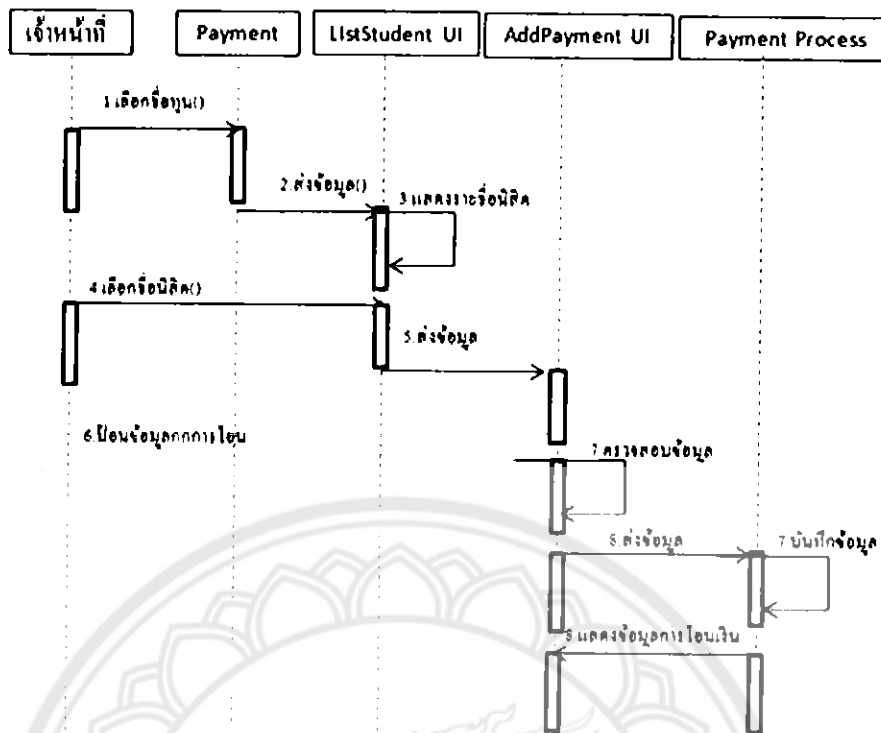 เจ้าหน้าที่
Payment
ListStudent UI
AddPayment UI
Payment Process
1.เลือกชื่อทุน()
2.ส่งข้อมูล()
3.แสดงรายชื่อนิสิต
4.เลือกชื่อนิสิต()
5.ส่งข้อมูล
6.ป้อนข้อมูลกกการโอน
7.ตรวจสอบข้อมูล
8.ส่งข้อมูล
7.บันทึกข้อมูล
9.แสดงข้อมูลการโอนเงิน